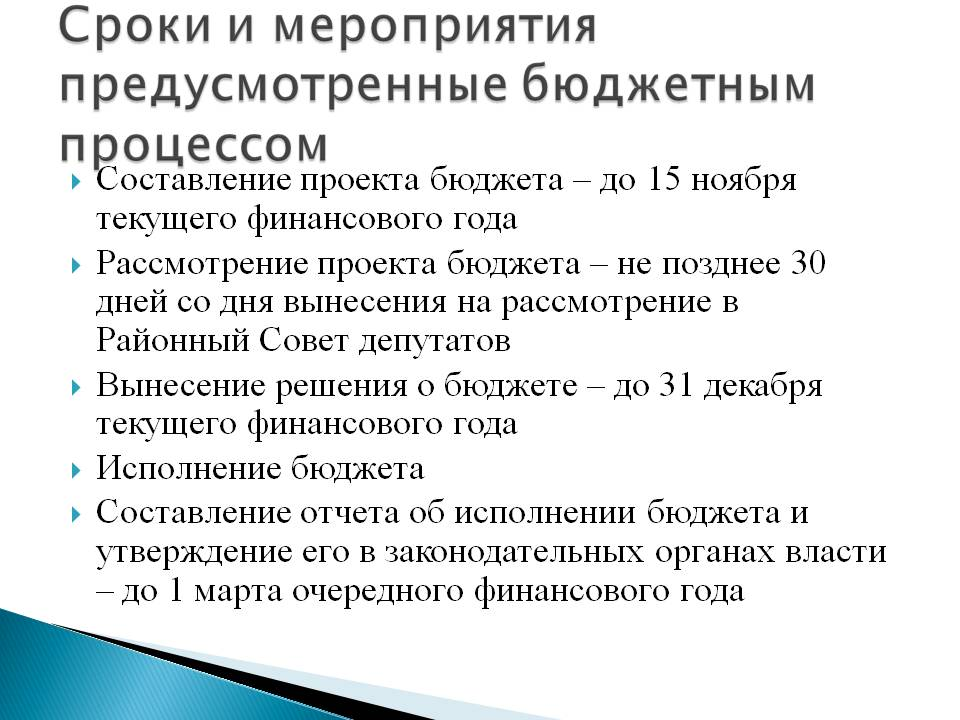 Сроки и мероприятия
предусмотренные бюджетным
процессом
Составление проекта бюджета – до 15 ноября
текущего финансового года
Рассмотрение проекта бюджета – не позднее 30
дней со дня вынесения на рассмотрение в
Районный Совет депутатов
Вынесение решения о бюджете – до 31 декабря
текущего финансового года
Исполнение бюджета
Составление отчета об исполнении бюджета и
утверждение его в законодательных органах власти
– до 1 марта очередного финансового года